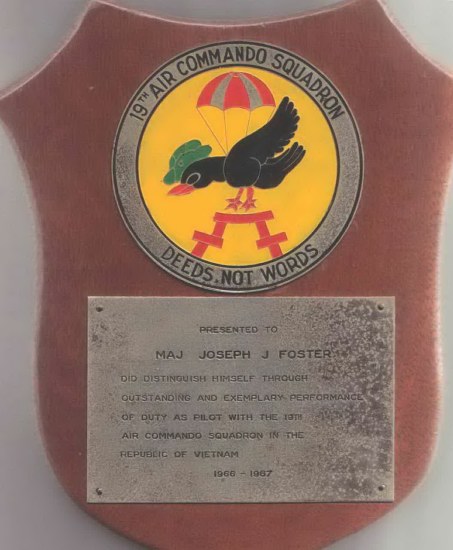 19TH AIR COMMANDO SQUADRON
DEEDS, NOT WORDS
PRESENTED TO
MAJ JOSEPH J FOSTER
DID DISTINGUISH HIMSELF THROUGH
OUTSTANDING AND EXEMPLARY PERFORMANCE
OF DUTY AS PILOT WITH THE 19TH
AIR COMMANDO SQUADRON IN THE
REPUBLIC OF VIETNAM
1966 - 1967